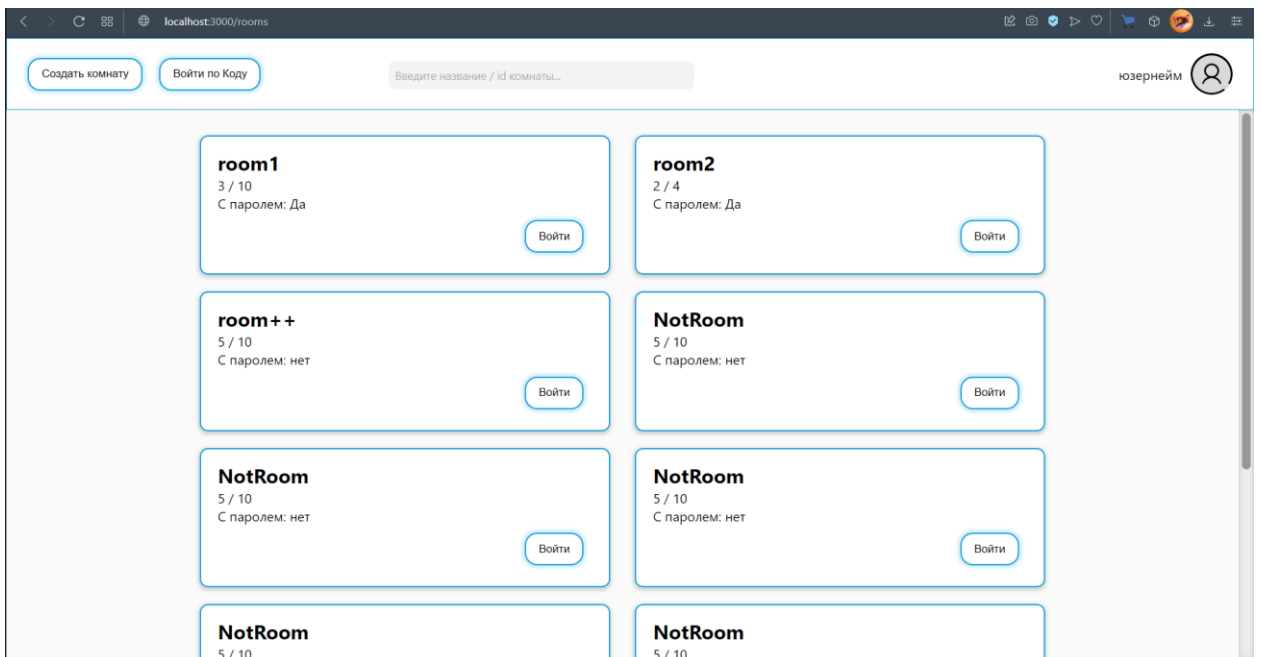 localhost:3000/rooms
Создать комнату
Войти по Коду
Введите название / id комнаты...
юзернейм
room1
3 / 10
С паролем: Да
Войти
room2
2 / 4
С паролем: Да
Войти
room++
5 / 10
С паролем: нет
Войти
NotRoom
5 / 10
С паролем: нет
Войти
NotRoom
5 / 10
С паролем: нет
Войти
NotRoom
5 / 10
С паролем: нет
Войти
NotRoom
5 / 10
NotRoom
5 / 10